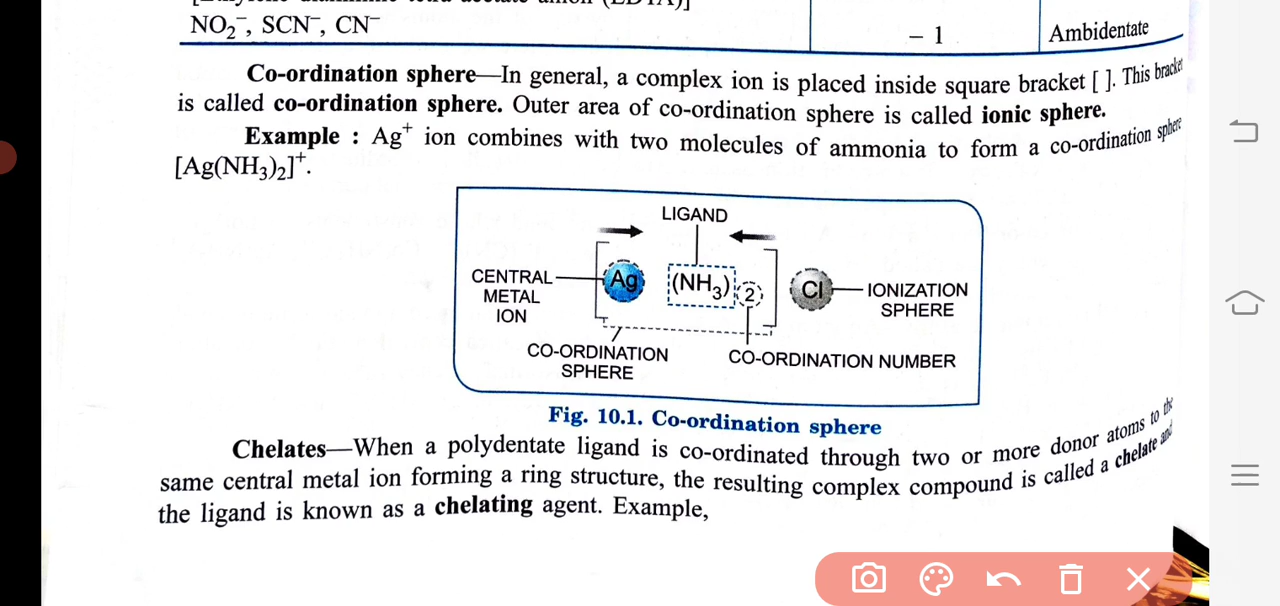 NO₂⁻, SCN⁻, CN⁻ – 1 Ambidentate
Co-ordination sphere—In general, a complex ion is placed inside square bracket [ ]. This bracket
is called co-ordination sphere. Outer area of co-ordination sphere is called ionic sphere.
Example : Ag⁺ ion combines with two molecules of ammonia to form a co-ordination sphere
[Ag(NH₃)₂]⁺.
LIGAND
CENTRAL
METAL
ION
Ag (NH₃) 2 Cl
IONIZATION
SPHERE
CO-ORDINATION
SPHERE
CO-ORDINATION NUMBER
Fig. 10.1. Co-ordination sphere
Chelates—When a polydentate ligand is co-ordinated through two or more donor atoms to the
same central metal ion forming a ring structure, the resulting complex compound is called a chelate and
the ligand is known as a chelating agent. Example,